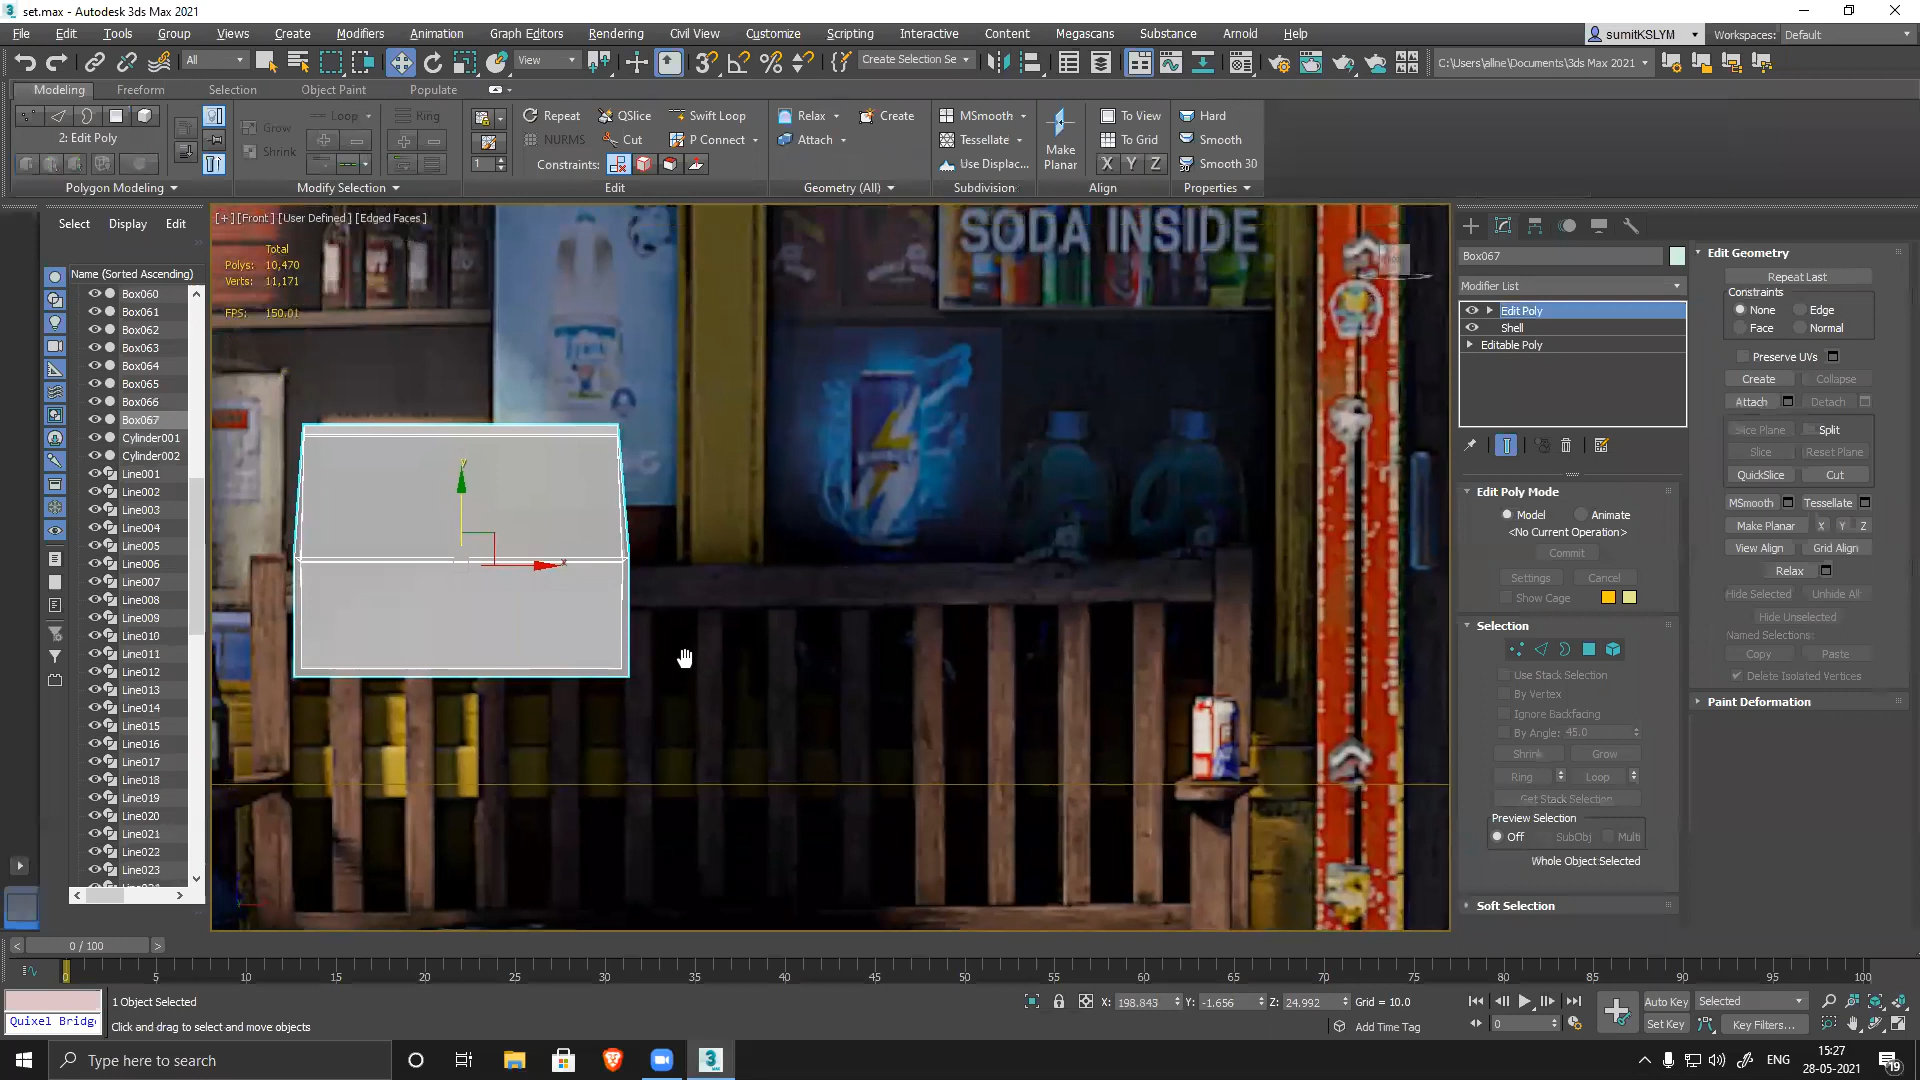 set.max - Autodesk 3ds Max 2021
File Edit Tools Group Views Create Modifiers Animation Graph Editors Rendering Civil View Customize Scripting Interactive Content Megascans Substance Arnold Help
sumitKSLYM Workspaces: Default
All View Create Selection Se C:\Users\allne\Documents\3ds Max 2021
Modeling Freeform Selection Object Paint Populate
Grow Loop Ring Repeat QSlice Swift Loop Relax Create MSmooth To View Hard
2: Edit Poly NURMS Cut P Connect Attach Tessellate To Grid Smooth
Shrink 1 Constraints: Use Displac... Make Planar X Y Z Smooth 30
Polygon Modeling Modify Selection Edit Geometry (All) Subdivision Align Properties
Select Display Edit
Name (Sorted Ascending)
Box060
Box061
Box062
Box063
Box064
Box065
Box066
Box067
Cylinder001
Cylinder002
Line001
Line002
Line003
Line004
Line005
Line006
Line007
Line008
Line009
Line010
Line011
Line012
Line013
Line014
Line015
Line016
Line017
Line018
Line019
Line020
Line021
Line022
Line023
[+] [Front] [User Defined] [Edged Faces]
Total
Polys: 10,470
Verts: 11,171
FPS: 150.01
SODA INSIDE
y
x
Box067
Modifier List
Edit Poly
Shell
Editable Poly
Edit Poly Mode
Model Animate
<No Current Operation>
Commit
Settings Cancel
Show Cage
Selection
Use Stack Selection
By Vertex
Ignore Backfacing
By Angle: 45.0
Shrink Grow
Ring Loop
Get Stack Selection
Preview Selection
Off SubObj Multi
Whole Object Selected
Soft Selection
Edit Geometry
Repeat Last
Constraints
None Edge
Face Normal
Preserve UVs
Create Collapse
Attach Detach
Slice Plane Split
Slice Reset Plane
QuickSlice Cut
MSmooth Tessellate
Make Planar X Y Z
View Align Grid Align
Relax
Hide Selected Unhide All
Hide Unselected
Named Selections:
Copy Paste
Delete Isolated Vertices
Paint Deformation
< 0 / 100 >
0 5 10 15 20 25 30 35 40 45 50 55 60 65 70 75 80 85 90 95 100
1 Object Selected
Click and drag to select and move objects
Quixel Bridg
X: 198.843 Y: -1.656 Z: 24.992 Grid = 10.0
Add Time Tag
0
Auto Key Selected
Set Key Key Filters...
Type here to search
ENG 15:27
28-05-2021
19